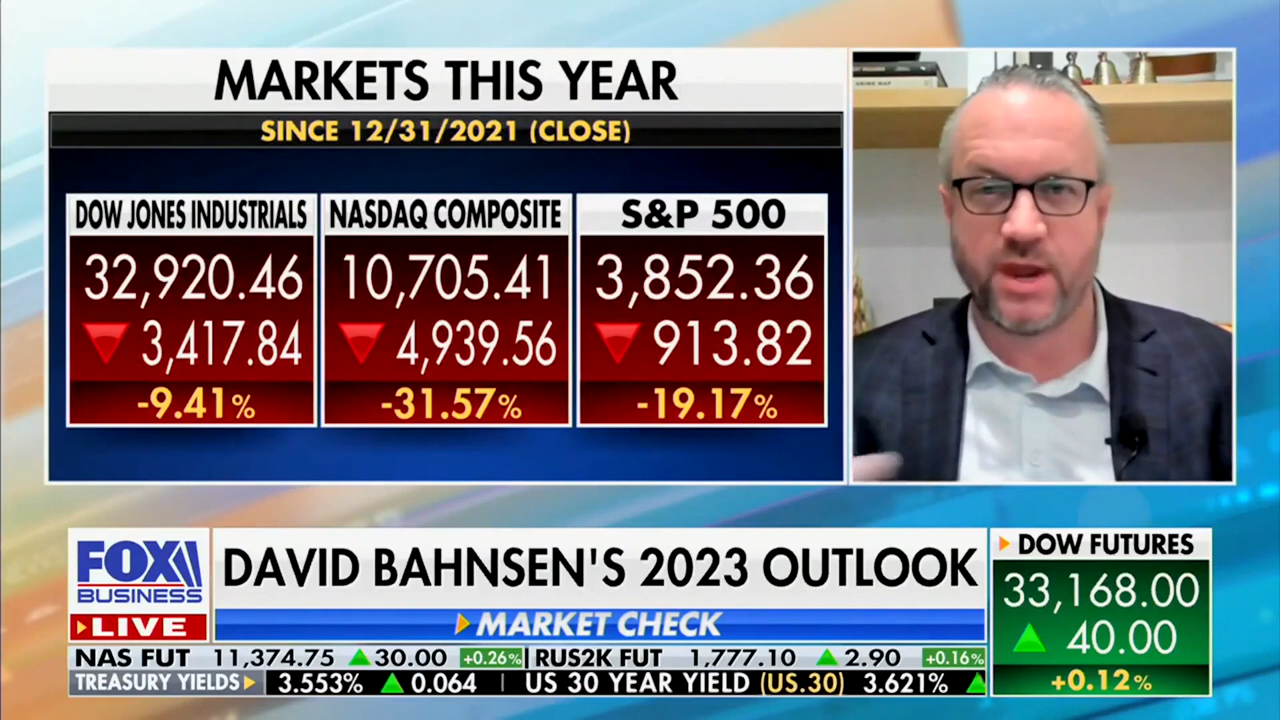 MARKETS THIS YEAR
SINCE 12/31/2021 (CLOSE)
DOW JONES INDUSTRIALS
32,920.46
3,417.84
-9.41%
NASDAQ COMPOSITE
10,705.41
4,939.56
-31.57%
S&P 500
3,852.36
913.82
-19.17%
FOX BUSINESS
LIVE
DAVID BAHNSEN'S 2023 OUTLOOK
MARKET CHECK
DOW FUTURES
33,168.00
40.00
+0.12%
NAS FUT 11,374.75 30.00 +0.26% RUS2K FUT 1,777.10 2.90 +0.16%
TREASURY YIELDS 3.553% 0.064 US 30 YEAR YIELD (US.30) 3.621%